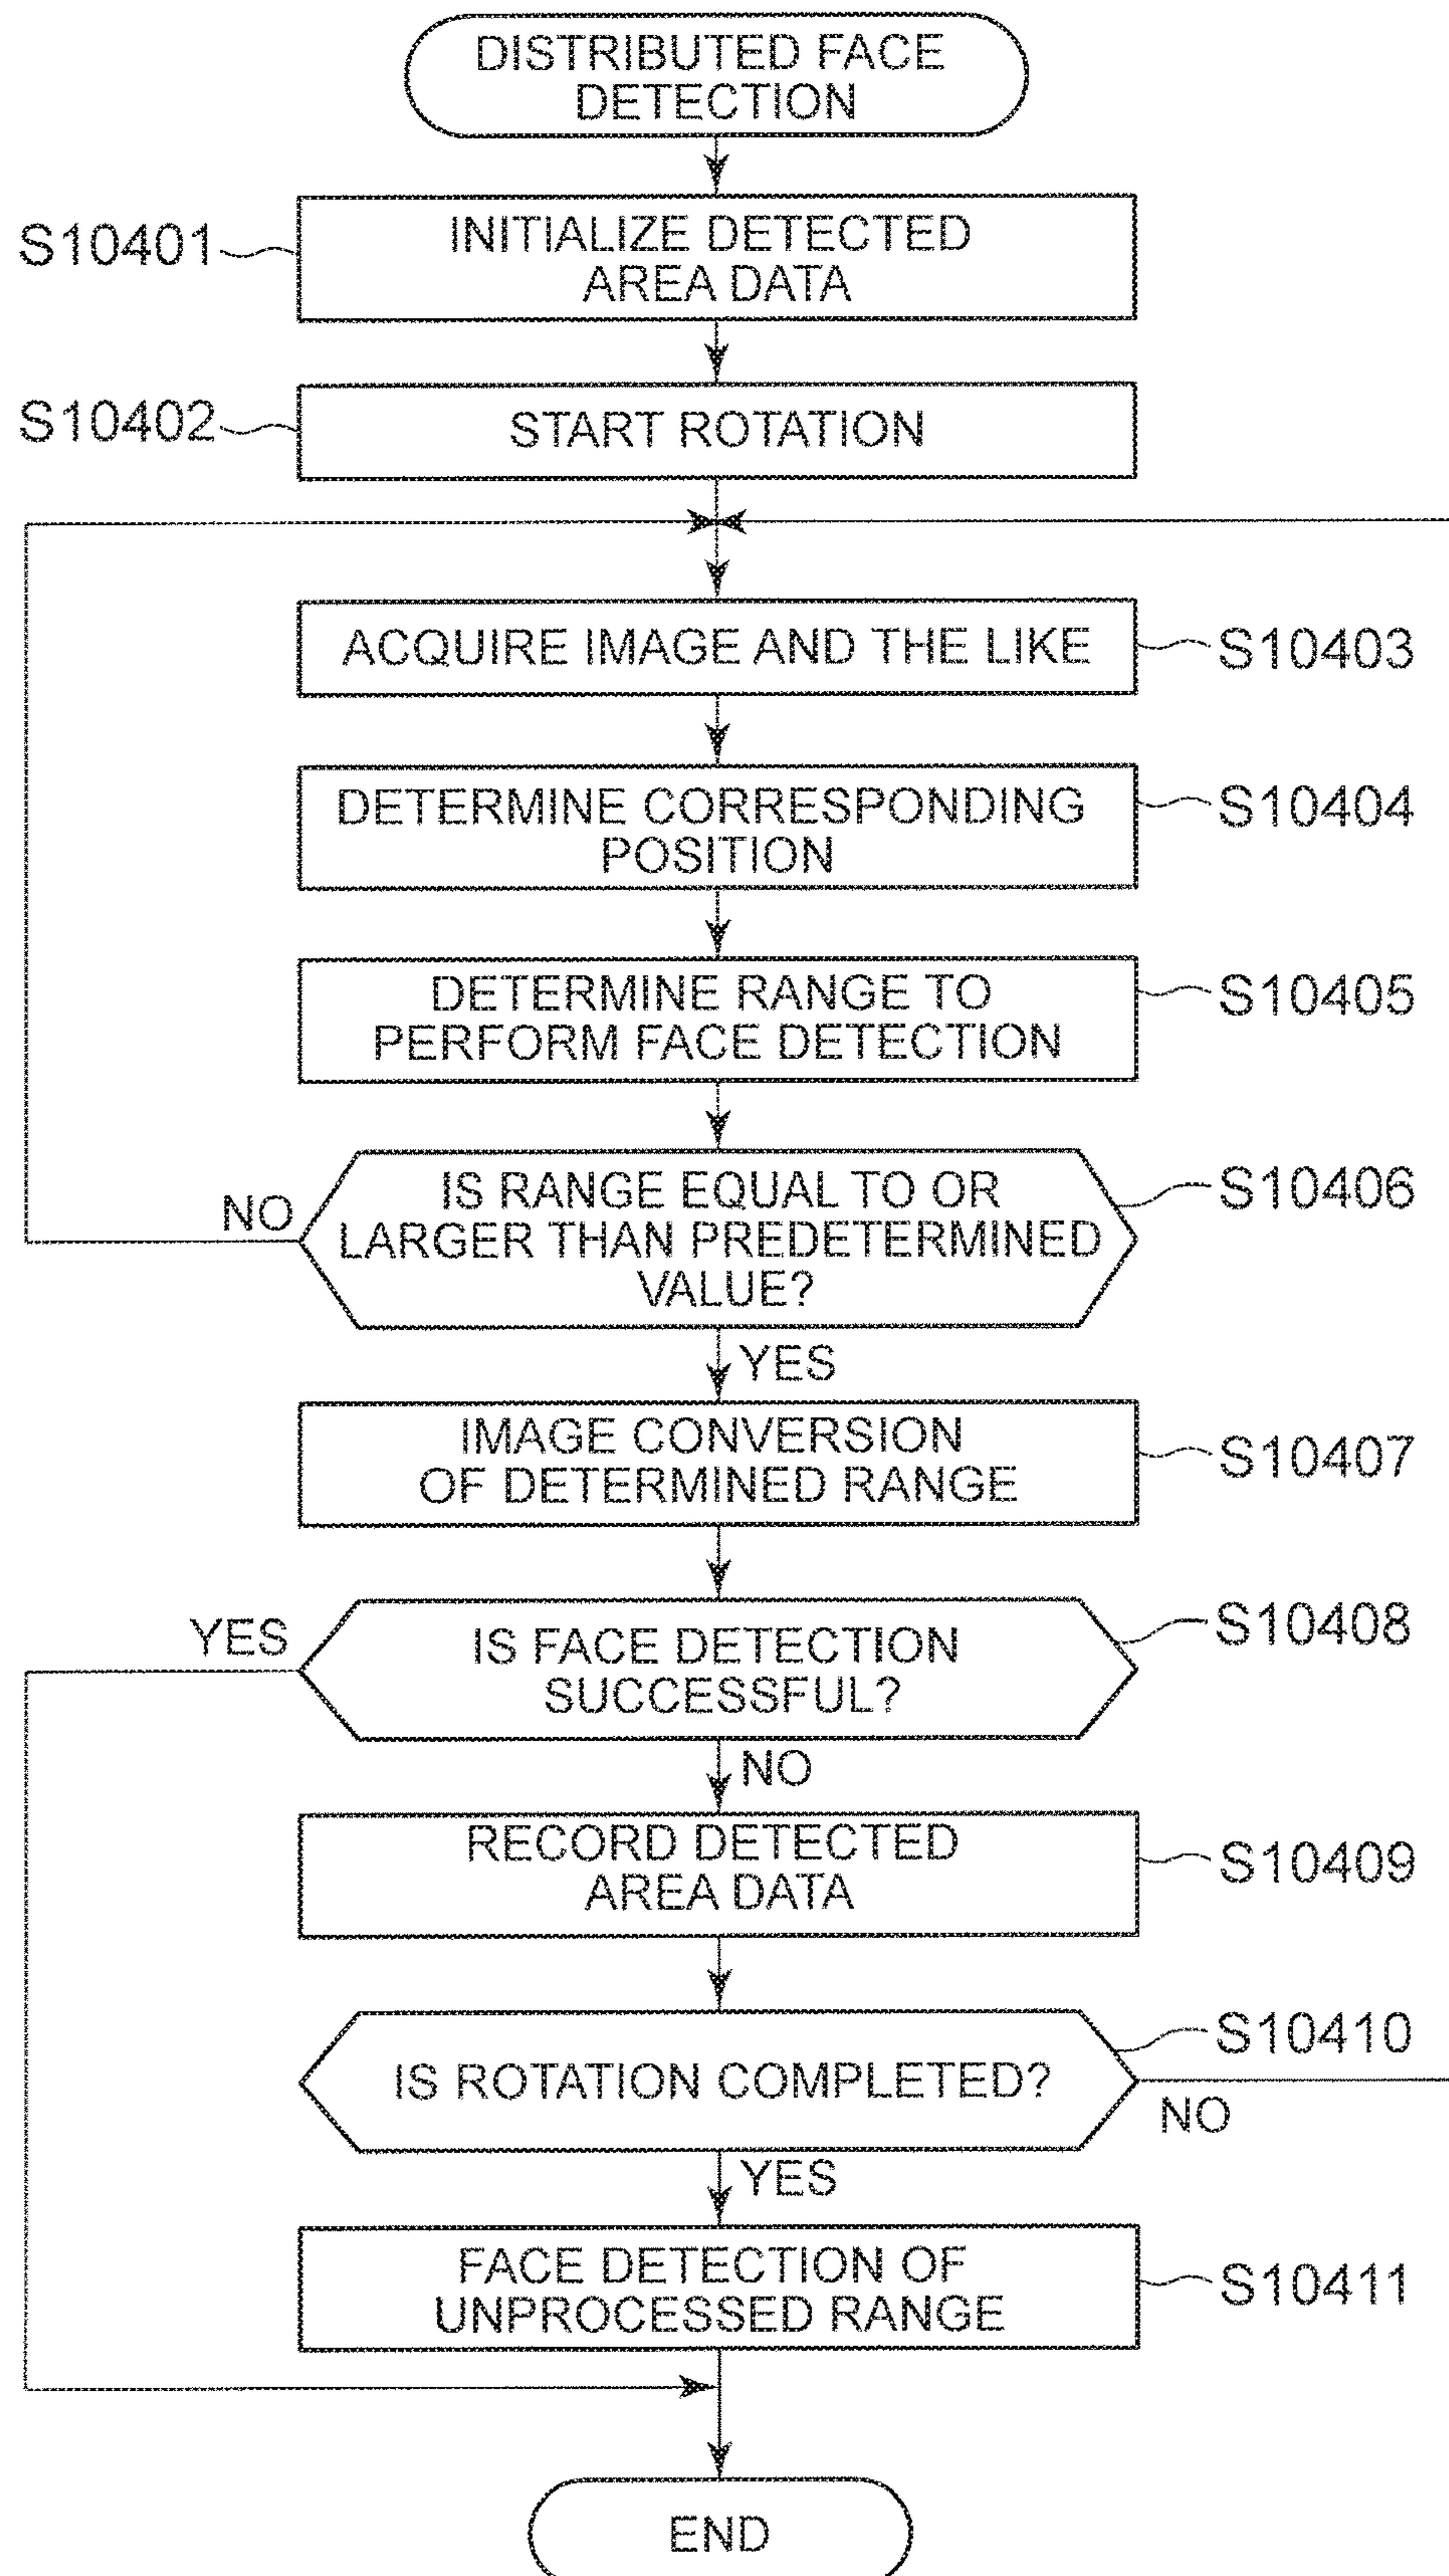 DISTRIBUTED FACE
DETECTION
S10401
INITIALIZE DETECTED
AREA DATA
S10402
START ROTATION
ACQUIRE IMAGE AND THE LIKE
S10403
DETERMINE CORRESPONDING
POSITION
S10404
DETERMINE RANGE TO
PERFORM FACE DETECTION
S10405
IS RANGE EQUAL TO OR
LARGER THAN PREDETERMINED
VALUE?
S10406
NO
YES
IMAGE CONVERSION
OF DETERMINED RANGE
S10407
YES
IS FACE DETECTION
SUCCESSFUL?
S10408
NO
RECORD DETECTED
AREA DATA
S10409
IS ROTATION COMPLETED?
S10410
NO
YES
FACE DETECTION OF
UNPROCESSED RANGE
S10411
END